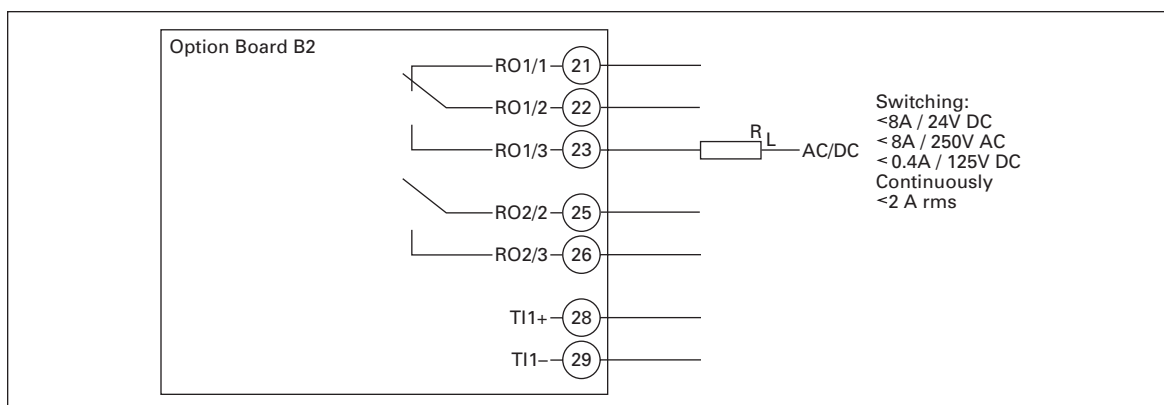 Option Board B2
RO1/1 21
RO1/2 22
RO1/3 23
R L AC/DC
RO2/2 25
RO2/3 26
TI1+ 28
TI1– 29
Switching:
<8A / 24V DC
<8A / 250V AC
<0.4A / 125V DC
Continuously
<2 A rms